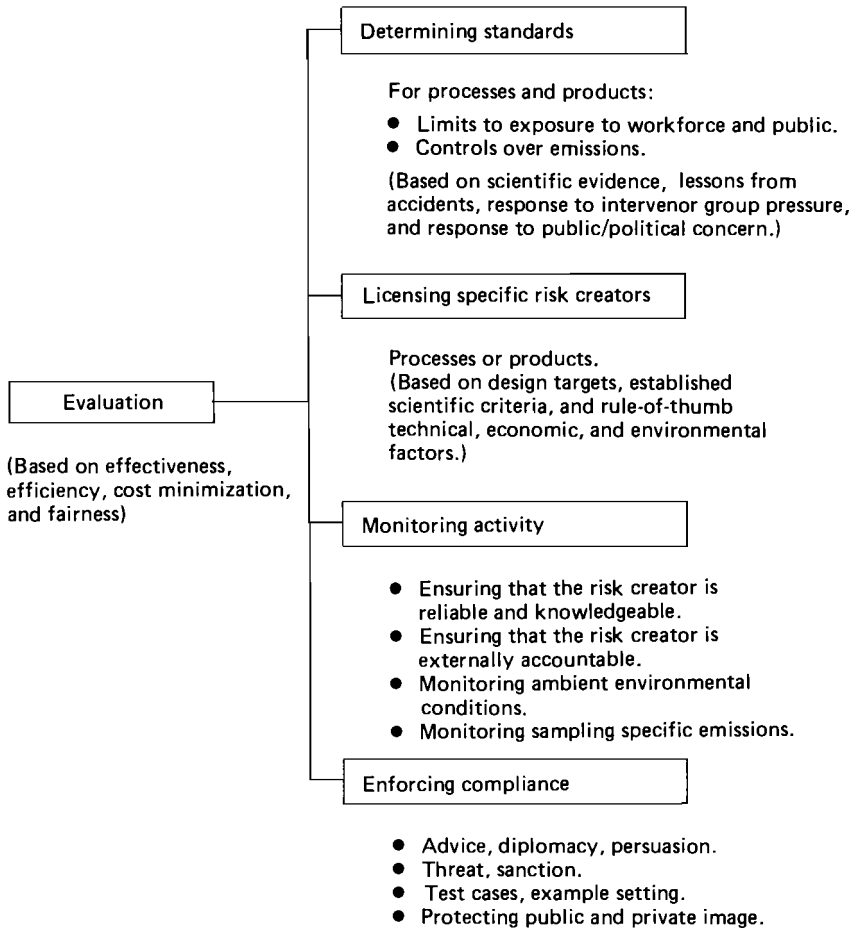 Determining standards
For processes and products:
● Limits to exposure to workforce and public.
● Controls over emissions.
(Based on scientific evidence, lessons from
accidents, response to intervenor group pressure,
and response to public/political concern.)
Licensing specific risk creators
Processes or products.
(Based on design targets, established
scientific criteria, and rule-of-thumb
technical, economic, and environmental
factors.)
Evaluation
(Based on effectiveness,
efficiency, cost minimization,
and fairness)
Monitoring activity
● Ensuring that the risk creator is
reliable and knowledgeable.
● Ensuring that the risk creator is
externally accountable.
● Monitoring ambient environmental
conditions.
● Monitoring sampling specific emissions.
Enforcing compliance
● Advice, diplomacy, persuasion.
● Threat, sanction.
● Test cases, example setting.
● Protecting public and private image.